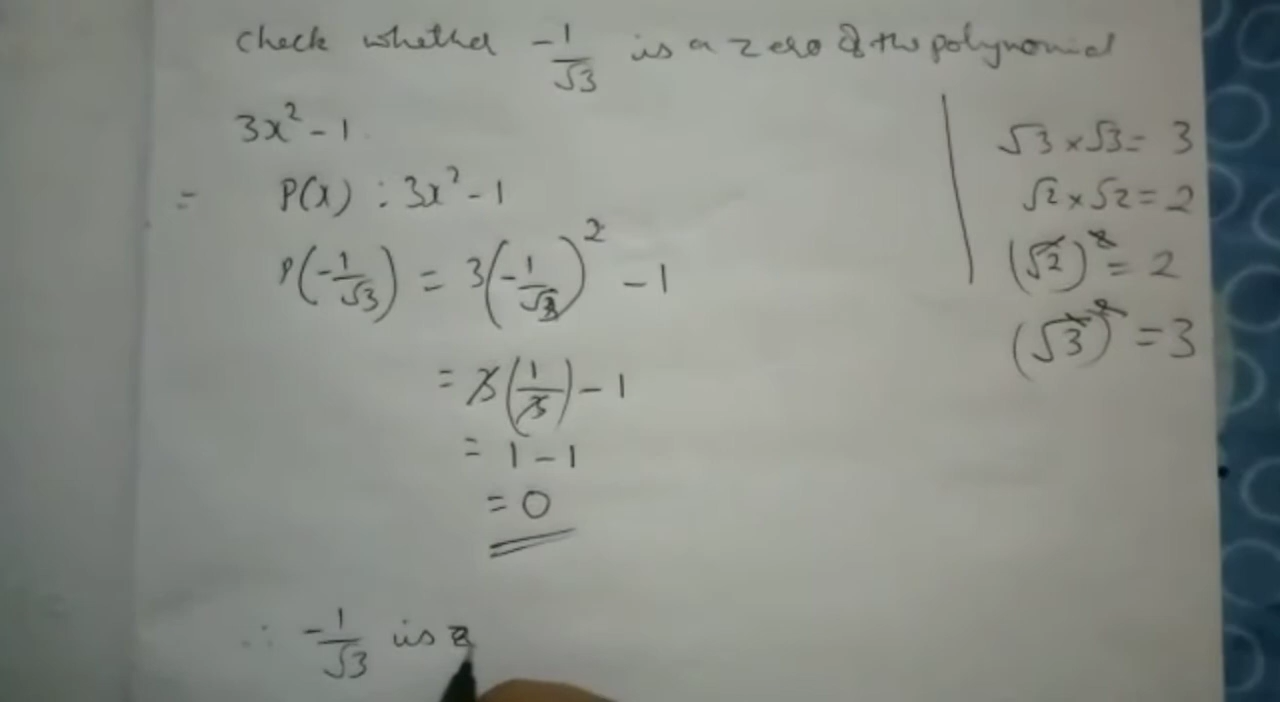 check whether -1/√3 is a zero of the polynomial
3x² - 1
= P(x) : 3x² - 1
P(-1/√3) = 3(-1/√3)² - 1
= 3(1/3) - 1
= 1 - 1
= 0
∴ -1/√3 is a
√3 × √3 = 3
√2 × √2 = 2
(√2)² = 2
(√3)² = 3